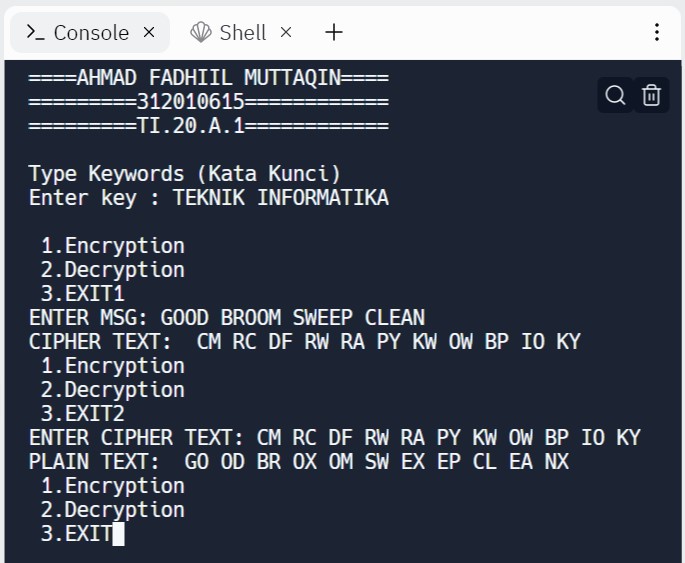 Console × Shell × +
====AHMAD FADHIIL MUTTAQIN====
=========312010615============
=========TI.20.A.1============
Type Keywords (Kata Kunci)
Enter key : TEKNIK INFORMATIKA
1.Encryption
2.Decryption
3.EXIT1
ENTER MSG: GOOD BROOM SWEEP CLEAN
CIPHER TEXT:  CM RC DF RW RA PY KW OW BP IO KY
1.Encryption
2.Decryption
3.EXIT2
ENTER CIPHER TEXT: CM RC DF RW RA PY KW OW BP IO KY
PLAIN TEXT:  GO OD BR OX OM SW EX EP CL EA NX
1.Encryption
2.Decryption
3.EXIT